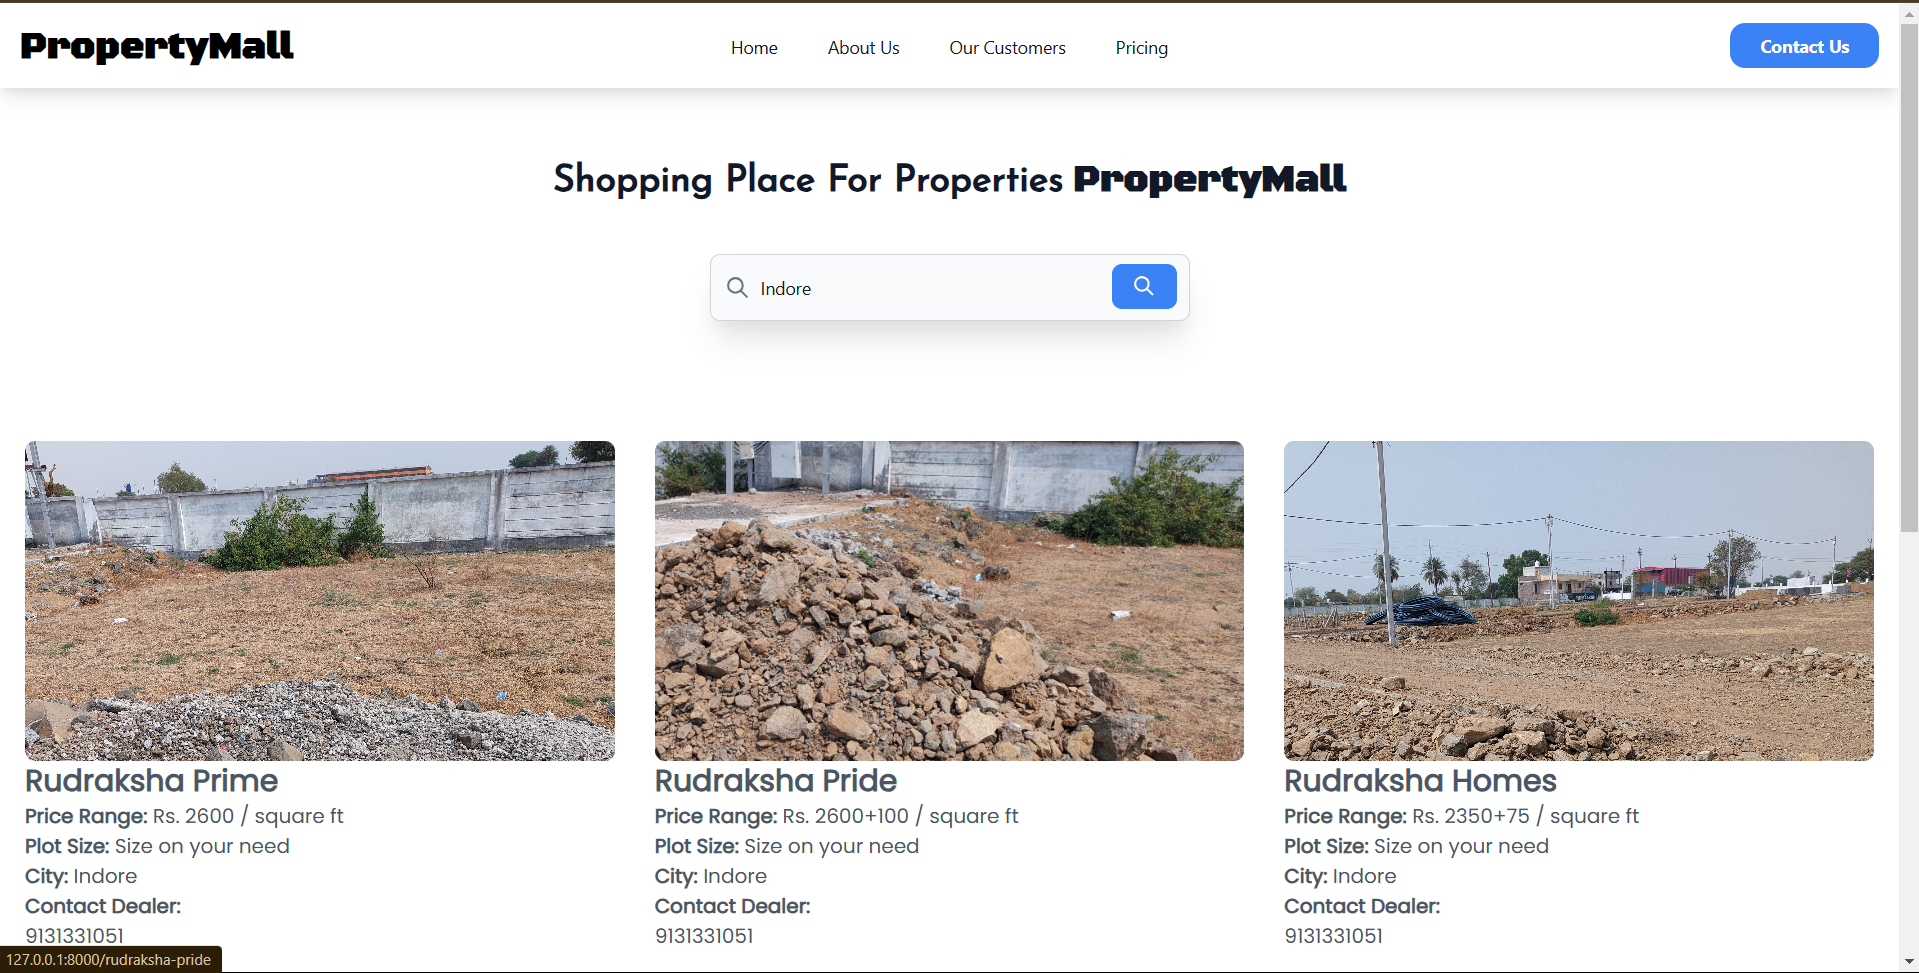 PropertyMall
Home About Us Our Customers Pricing
Contact Us
Shopping Place For Properties PropertyMall
Indore
Rudraksha Prime
Price Range: Rs. 2600 / square ft
Plot Size: Size on your need
City: Indore
Contact Dealer:
9131331051
Rudraksha Pride
Price Range: Rs. 2600+100 / square ft
Plot Size: Size on your need
City: Indore
Contact Dealer:
9131331051
Rudraksha Homes
Price Range: Rs. 2350+75 / square ft
Plot Size: Size on your need
City: Indore
Contact Dealer:
9131331051
127.0.0.1:8000/rudraksha-pride